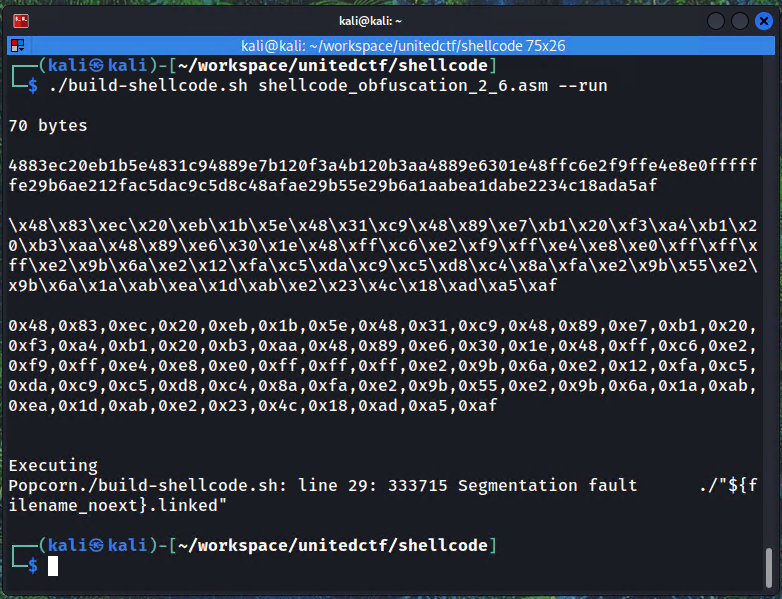 kali@kali: ~
kali@kali: ~/workspace/unitedctf/shellcode 75x26
┌──(kali㉿kali)-[~/workspace/unitedctf/shellcode]
└─$ ./build-shellcode.sh shellcode_obfuscation_2_6.asm --run
70 bytes
4883ec20eb1b5e4831c94889e7b120f3a4b120b3aa4889e6301e48ffc6e2f9ffe4e8e0fffff
fe29b6ae212fac5dac9c5d8c48afae29b55e29b6a1aabea1dabe2234c18ada5af
\x48\x83\xec\x20\xeb\x1b\x5e\x48\x31\xc9\x48\x89\xe7\xb1\x20\xf3\xa4\xb1\x2
0\xb3\xaa\x48\x89\xe6\x30\x1e\x48\xff\xc6\xe2\xf9\xff\xe4\xe8\xe0\xff\xff\x
ff\xe2\x9b\x6a\xe2\x12\xfa\xc5\xda\xc9\xc5\xd8\xc4\x8a\xfa\xe2\x9b\x55\xe2\
x9b\x6a\x1a\xab\xea\x1d\xab\xe2\x23\x4c\x18\xad\xa5\xaf
0x48,0x83,0xec,0x20,0xeb,0x1b,0x5e,0x48,0x31,0xc9,0x48,0x89,0xe7,0xb1,0x20,
0xf3,0xa4,0xb1,0x20,0xb3,0xaa,0x48,0x89,0xe6,0x30,0x1e,0x48,0xff,0xc6,0xe2,
0xf9,0xff,0xe4,0xe8,0xe0,0xff,0xff,0xff,0xe2,0x9b,0x6a,0xe2,0x12,0xfa,0xc5,
0xda,0xc9,0xc5,0xd8,0xc4,0x8a,0xfa,0xe2,0x9b,0x55,0xe2,0x9b,0x6a,0x1a,0xab,
0xea,0x1d,0xab,0xe2,0x23,0x4c,0x18,0xad,0xa5,0xaf
Executing
Popcorn./build-shellcode.sh: line 29: 333715 Segmentation fault      ./"${f
ilename_noext}.linked"
┌──(kali㉿kali)-[~/workspace/unitedctf/shellcode]
└─$